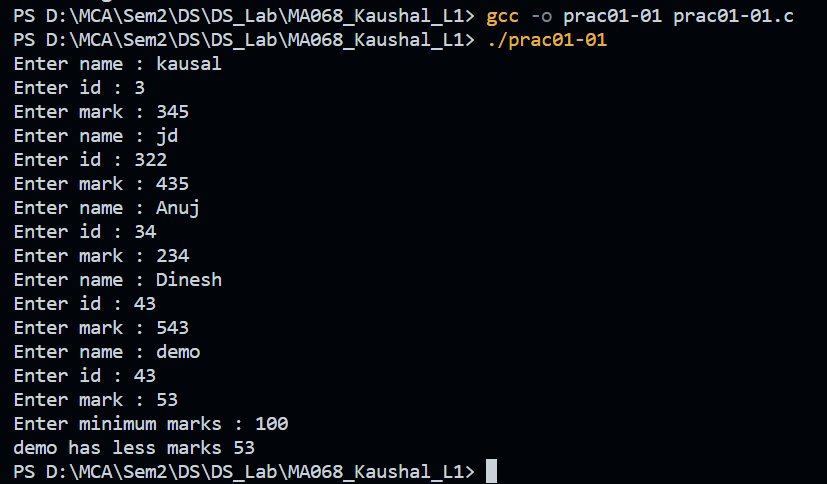 PS D:\MCA\Sem2\DS\DS_Lab\MA068_Kaushal_L1> gcc -o prac01-01 prac01-01.c
PS D:\MCA\Sem2\DS\DS_Lab\MA068_Kaushal_L1> ./prac01-01
Enter name : kausal
Enter id : 3
Enter mark : 345
Enter name : jd
Enter id : 322
Enter mark : 435
Enter name : Anuj
Enter id : 34
Enter mark : 234
Enter name : Dinesh
Enter id : 43
Enter mark : 543
Enter name : demo
Enter id : 43
Enter mark : 53
Enter minimum marks : 100
demo has less marks 53
PS D:\MCA\Sem2\DS\DS_Lab\MA068_Kaushal_L1>